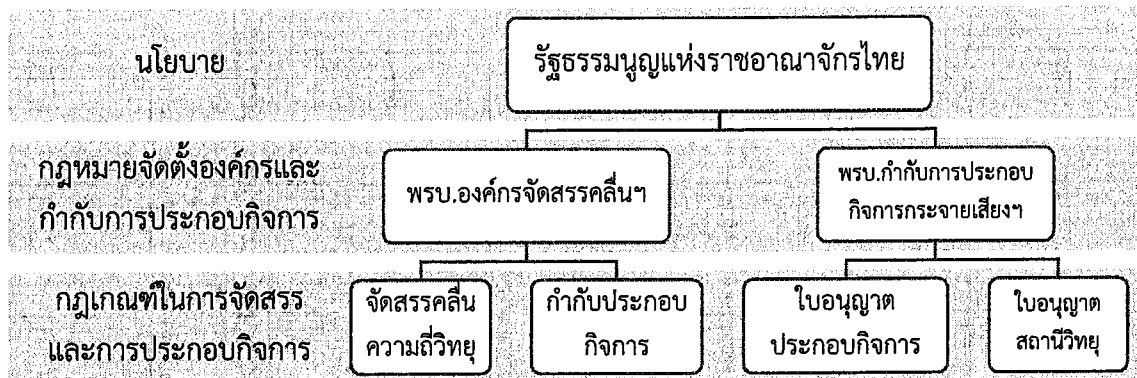 นโยบาย
รัฐธรรมนูญแห่งราชอาณาจักรไทย
กฎหมายจัดตั้งองค์กรและ
กำกับการประกอบกิจการ
พรบ.องค์กรจัดสรรคลื่นฯ
พรบ.กำกับการประกอบ
กิจการกระจายเสียงฯ
กฎเกณฑ์ในการจัดสรร
และการประกอบกิจการ
จัดสรรคลื่น
ความถี่วิทยุ
กำกับประกอบ
กิจการ
ใบอนุญาต
ประกอบกิจการ
ใบอนุญาต
สถานีวิทยุ